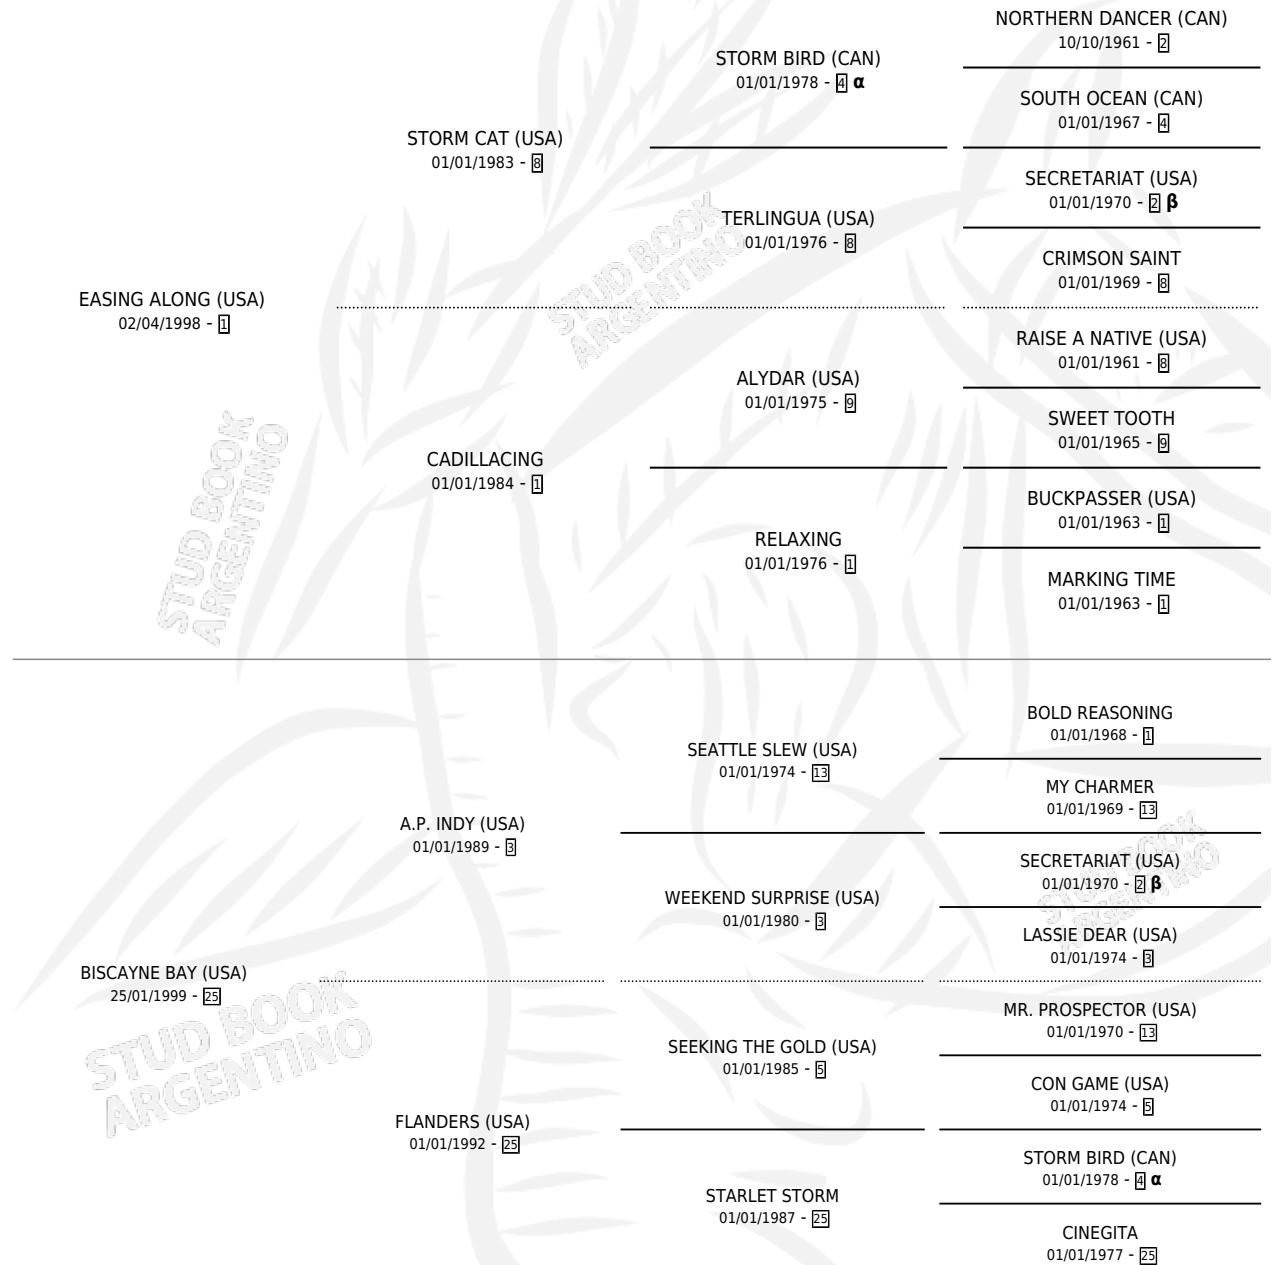 NORTHERN DANCER (CAN)
10/10/1961 - 2
STORM BIRD (CAN)
01/01/1978 - 4 α
SOUTH OCEAN (CAN)
01/01/1967 - 4
STORM CAT (USA)
01/01/1983 - 8
SECRETARIAT (USA)
01/01/1970 - 2 β
TERLINGUA (USA)
01/01/1976 - 8
CRIMSON SAINT
01/01/1969 - 8
EASING ALONG (USA)
02/04/1998 - 1
RAISE A NATIVE (USA)
01/01/1961 - 8
ALYDAR (USA)
01/01/1975 - 9
SWEET TOOTH
01/01/1965 - 9
CADILLACING
01/01/1984 - 1
BUCKPASSER (USA)
01/01/1963 - 1
RELAXING
01/01/1976 - 1
MARKING TIME
01/01/1963 - 1
BOLD REASONING
01/01/1968 - 1
SEATTLE SLEW (USA)
01/01/1974 - 13
MY CHARMER
01/01/1969 - 13
A.P. INDY (USA)
01/01/1989 - 3
SECRETARIAT (USA)
01/01/1970 - 2 β
WEEKEND SURPRISE (USA)
01/01/1980 - 3
LASSIE DEAR (USA)
01/01/1974 - 3
BISCAYNE BAY (USA)
25/01/1999 - 25
MR. PROSPECTOR (USA)
01/01/1970 - 13
SEEKING THE GOLD (USA)
01/01/1985 - 5
CON GAME (USA)
01/01/1974 - 5
FLANDERS (USA)
01/01/1992 - 25
STORM BIRD (CAN)
01/01/1978 - 4 α
STARLET STORM
01/01/1987 - 25
CINEGITA
01/01/1977 - 25
STUD BOOK
ARGENTINO
STUD BOOK
ARGENTINO
STUD BOOK
ARGENTINO
STUD BOOK
ARGENTINO